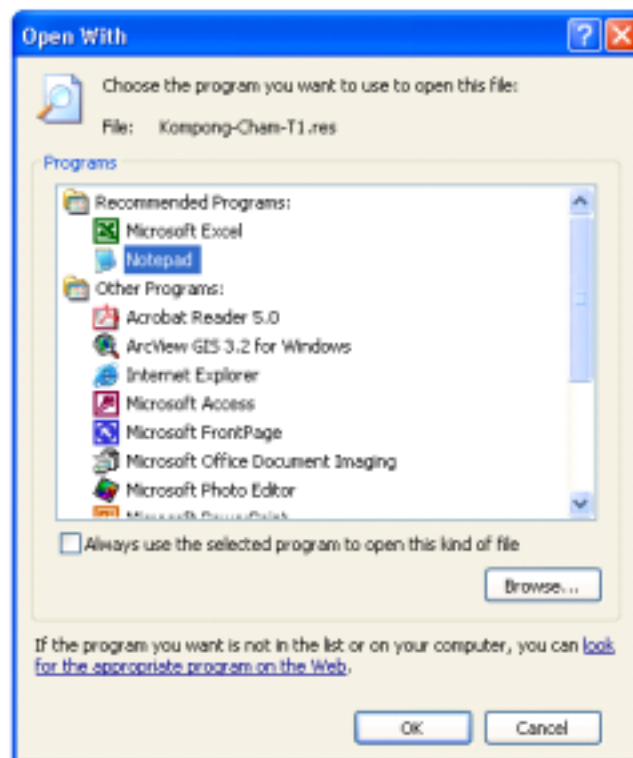 Open With
Choose the program you want to use to open this file:
File: Kompong-Cham-T1.res
Programs
Recommended Programs:
Microsoft Excel
Notepad
Other Programs:
Acrobat Reader 5.0
ArcView GIS 3.2 for Windows
Internet Explorer
Microsoft Access
Microsoft FrontPage
Microsoft Office Document Imaging
Microsoft Photo Editor
Microsoft PowerPoint
Always use the selected program to open this kind of file
Browse...
If the program you want is not in the list or on your computer, you can look
for the appropriate program on the Web.
OK Cancel